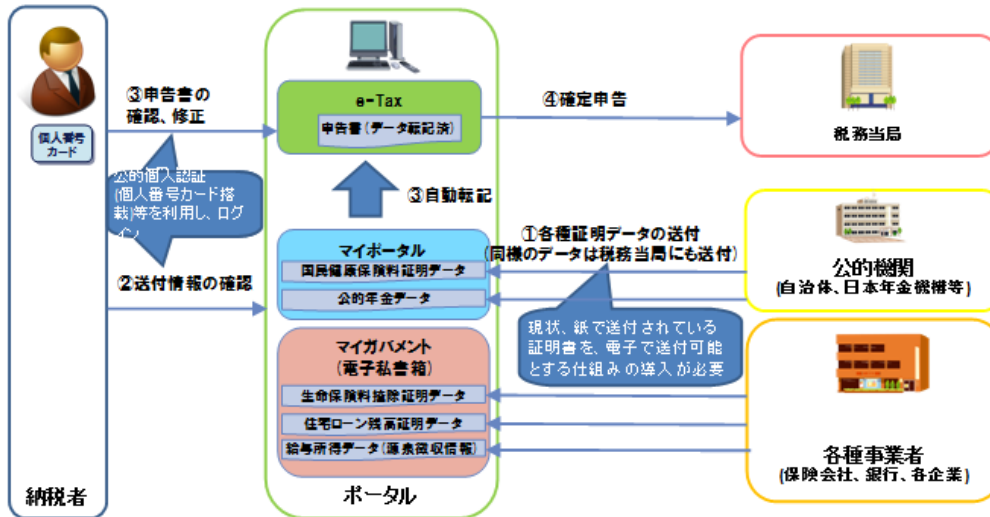 ③申告書の
確認、修正
個人番号
カード
公的個人認証
(個人番号カード搭
載)等を利用し、ログ
イン
②送付情報の確認
納税者
e-Tax
申告書(データ転記済)
③自動転記
マイポータル
国民健康保険料証明データ
公的年金データ
マイガバメント
(電子私書箱)
生命保険料控除証明データ
住宅ローン残高証明データ
給与所得データ(源泉徴収情報)
ポータル
④確定申告
①各種証明データの送付
(同様のデータは税務当局にも送付)
現状、紙で送付されている
証明書を、電子で送付可能
とする仕組みの導入が必要
税務当局
公的機関
(自治体、日本年金機構等)
各種事業者
(保険会社、銀行、各企業)